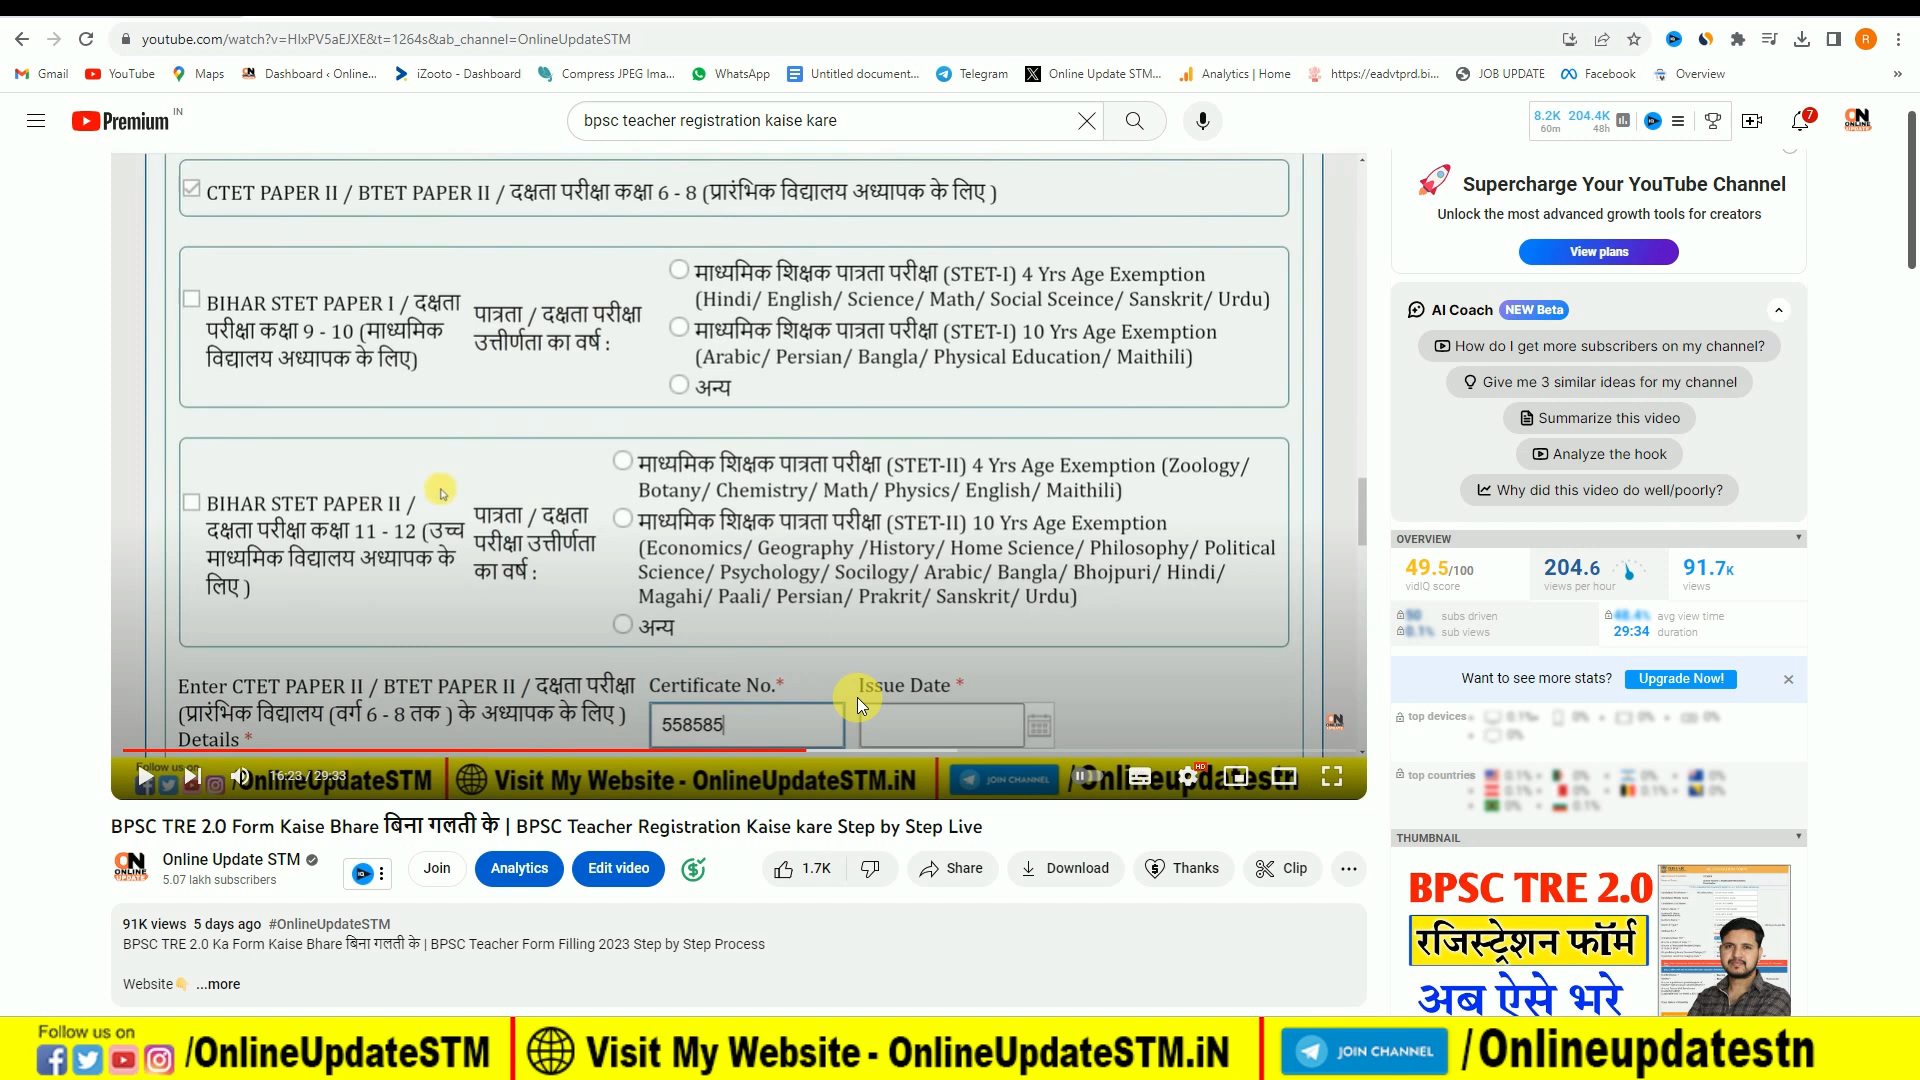 youtube.com/watch?v=HIxPV5aEJXE&t=1264s&ab_channel=OnlineUpdateSTM
R
Gmail YouTube Maps Dashboard ‹ Online... iZooto - Dashboard Compress JPEG Ima... WhatsApp Untitled document... Telegram Online Update STM... Analytics | Home https://eadvtprd.bi... JOB UPDATE Facebook Overview »
Premium IN
bpsc teacher registration kaise kare
8.2K 204.4K
60m 48h
7
CTET PAPER II / BTET PAPER II / दक्षता परीक्षा कक्षा 6 - 8 (प्रारंभिक विद्यालय अध्यापक के लिए )
BIHAR STET PAPER I / दक्षता
परीक्षा कक्षा 9 - 10 (माध्यमिक
विद्यालय अध्यापक के लिए)
पात्रता / दक्षता परीक्षा
उत्तीर्णता का वर्ष :
माध्यमिक शिक्षक पात्रता परीक्षा (STET-I) 4 Yrs Age Exemption
(Hindi/ English/ Science/ Math/ Social Sceince/ Sanskrit/ Urdu)
माध्यमिक शिक्षक पात्रता परीक्षा (STET-I) 10 Yrs Age Exemption
(Arabic/ Persian/ Bangla/ Physical Education/ Maithili)
अन्य
BIHAR STET PAPER II /
दक्षता परीक्षा कक्षा 11 - 12 (उच्च
माध्यमिक विद्यालय अध्यापक के
लिए )
पात्रता / दक्षता
परीक्षा उत्तीर्णता
का वर्ष :
माध्यमिक शिक्षक पात्रता परीक्षा (STET-II) 4 Yrs Age Exemption (Zoology/
Botany/ Chemistry/ Math/ Physics/ English/ Maithili)
माध्यमिक शिक्षक पात्रता परीक्षा (STET-II) 10 Yrs Age Exemption
(Economics/ Geography /History/ Home Science/ Philosophy/ Political
Science/ Psychology/ Socilogy/ Arabic/ Bangla/ Bhojpuri/ Hindi/
Magahi/ Paali/ Persian/ Prakrit/ Sanskrit/ Urdu)
अन्य
Enter CTET PAPER II / BTET PAPER II / दक्षता परीक्षा
(प्रारंभिक विद्यालय (वर्ग 6 - 8 तक ) के अध्यापक के लिए )
Details *
Certificate No.*
Issue Date *
558585
Follow us on
16:23 / 29:33
/OnlineUpdateSTM Visit My Website - OnlineUpdateSTM.iN JOIN CHANNEL /Onlineupdatestn
HD
BPSC TRE 2.0 Form Kaise Bhare बिना गलती के | BPSC Teacher Registration Kaise kare Step by Step Live
ON ONLINE UPDATE
Online Update STM
5.07 lakh subscribers
Join Analytics Edit video 1.7K Share Download Thanks Clip
91K views 5 days ago #OnlineUpdateSTM
BPSC TRE 2.0 Ka Form Kaise Bhare बिना गलती के | BPSC Teacher Form Filling 2023 Step by Step Process
Website ...more
Supercharge Your YouTube Channel
Unlock the most advanced growth tools for creators
View plans
AI Coach NEW Beta
How do I get more subscribers on my channel?
Give me 3 similar ideas for my channel
Summarize this video
Analyze the hook
Why did this video do well/poorly?
OVERVIEW
49.5/100 204.6 91.7K
vidIQ score views per hour views
subs driven
sub views
avg view time
29:34 duration
Want to see more stats? Upgrade Now!
top devices
top countries
THUMBNAIL
BPSC TRE 2.0
रजिस्ट्रेशन फॉर्म
अब ऐसे भरे
Follow us on
/OnlineUpdateSTM Visit My Website - OnlineUpdateSTM.iN JOIN CHANNEL /Onlineupdatestn